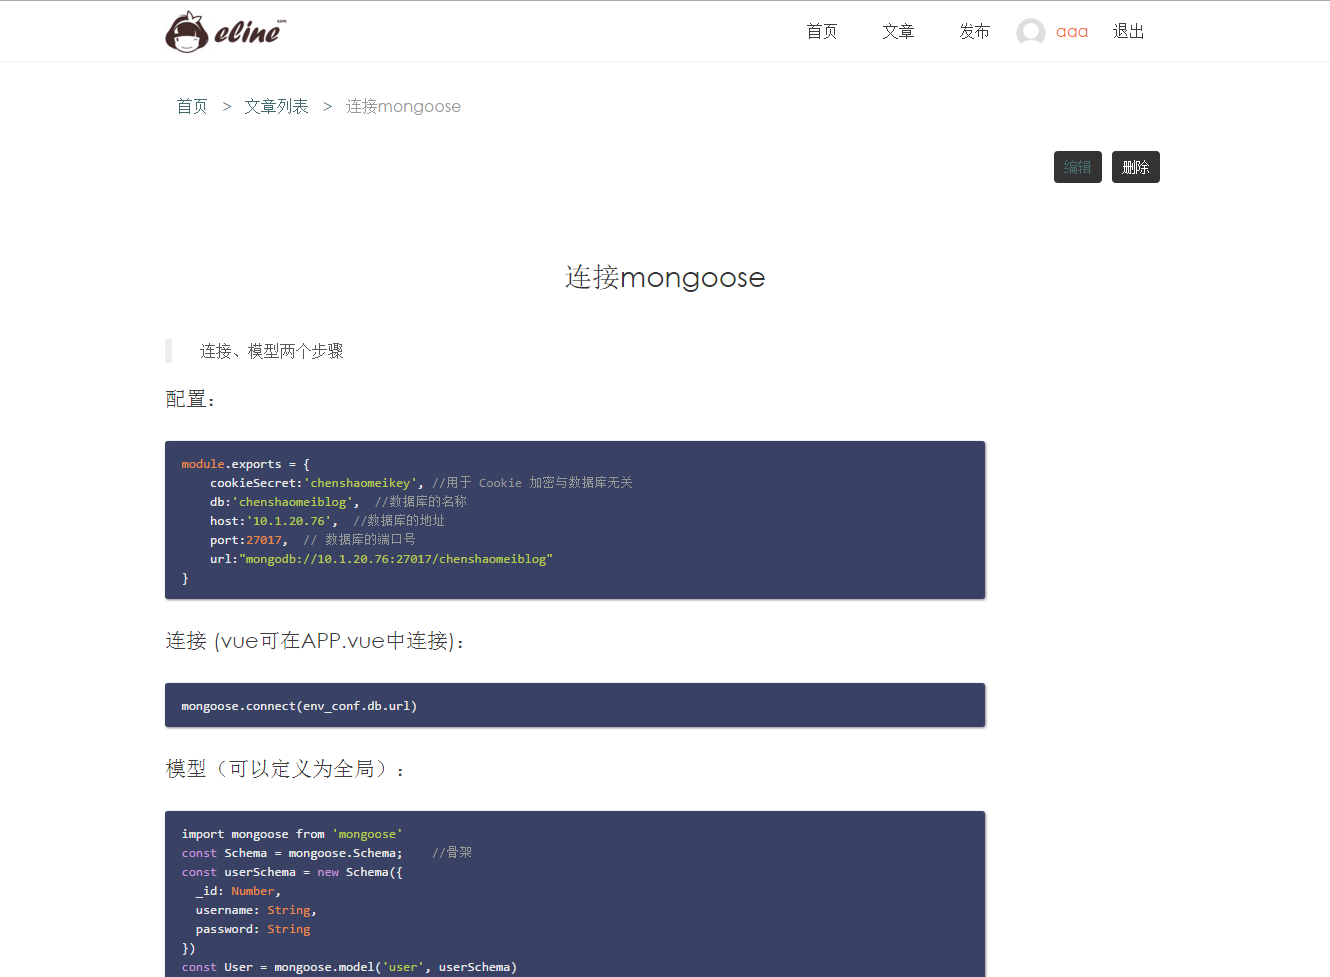 eline
首页 文章 发布 aaa 退出
首页 > 文章列表 > 连接mongoose
编辑 删除
连接mongoose
连接、模型两个步骤
配置：
module.exports = {
    cookieSecret:'chenshaomeikey', //用于 Cookie 加密与数据库无关
    db:'chenshaomeiblog',  //数据库的名称
    host:'10.1.20.76',  //数据库的地址
    port:27017,  // 数据库的端口号
    url:"mongodb://10.1.20.76:27017/chenshaomeiblog"
}
连接 (vue可在APP.vue中连接)：
mongoose.connect(env_conf.db.url)
模型（可以定义为全局）：
import mongoose from 'mongoose'
const Schema = mongoose.Schema;    //骨架
const userSchema = new Schema({
  _id: Number,
  username: String,
  password: String
})
const User = mongoose.model('user', userSchema)